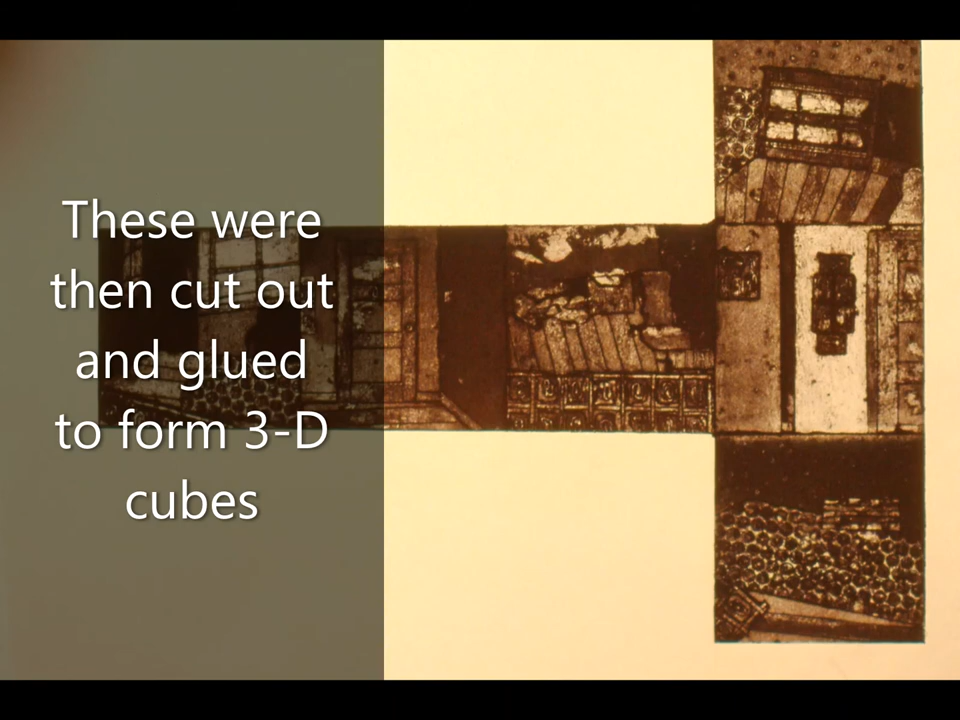 These were
then cut out
and glued
to form 3-D
cubes